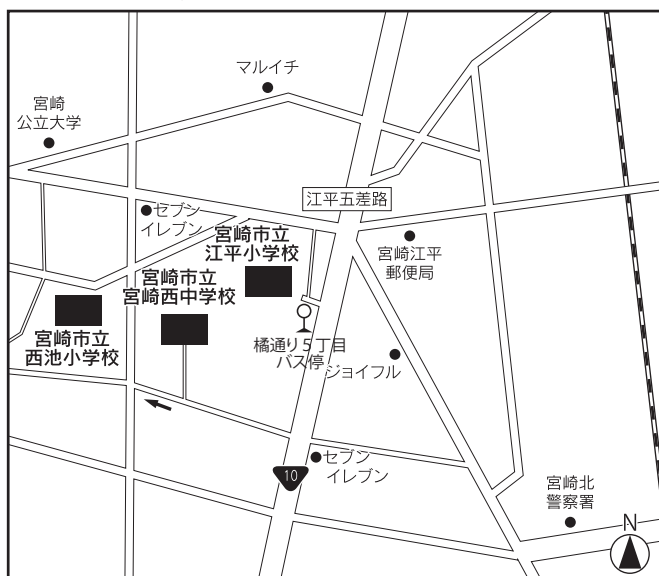 マルイチ
宮崎
公立大学
江平五差路
セブン
イレブン
宮崎市立
江平小学校
宮崎江平
郵便局
宮崎市立
宮崎西中学校
宮崎市立
西池小学校
橘通り5丁目
バス停
ジョイフル
セブン
イレブン
10
宮崎北
警察署
N